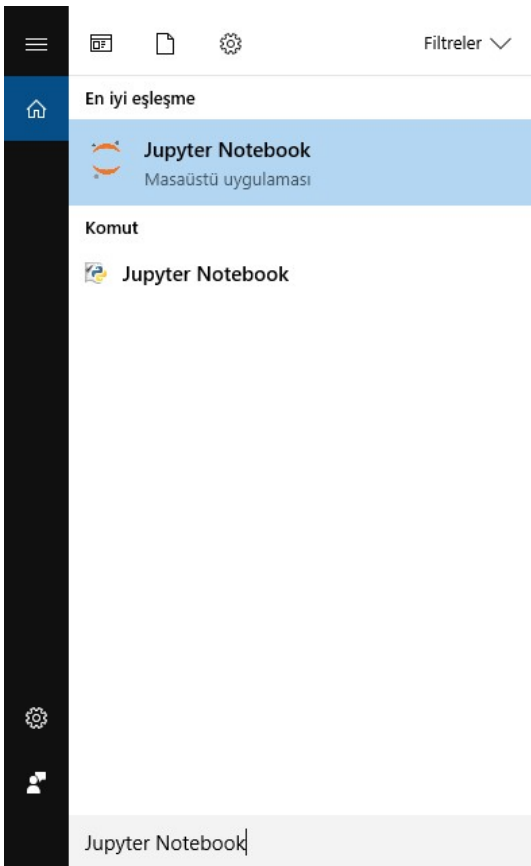 Filtreler
En iyi eşleşme
Jupyter Notebook
Masaüstü uygulaması
Komut
Jupyter Notebook
Jupyter Notebook